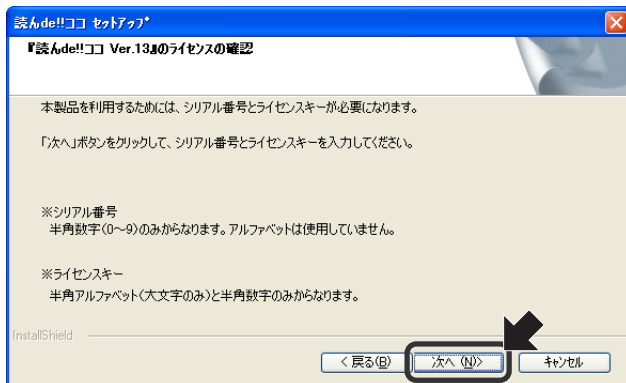 読んde!!ココ セットアップ
『読んde!!ココ Ver.13』のライセンスの確認
本製品を利用するためには、シリアル番号とライセンスキーが必要になります。
「次へ」ボタンをクリックして、シリアル番号とライセンスキーを入力してください。
※シリアル番号
半角数字(0～9)のみからなります。アルファベットは使用していません。
※ライセンスキー
半角アルファベット(大文字のみ)と半角数字のみからなります。
InstallShield
< 戻る(B) 次へ (N)> キャンセル